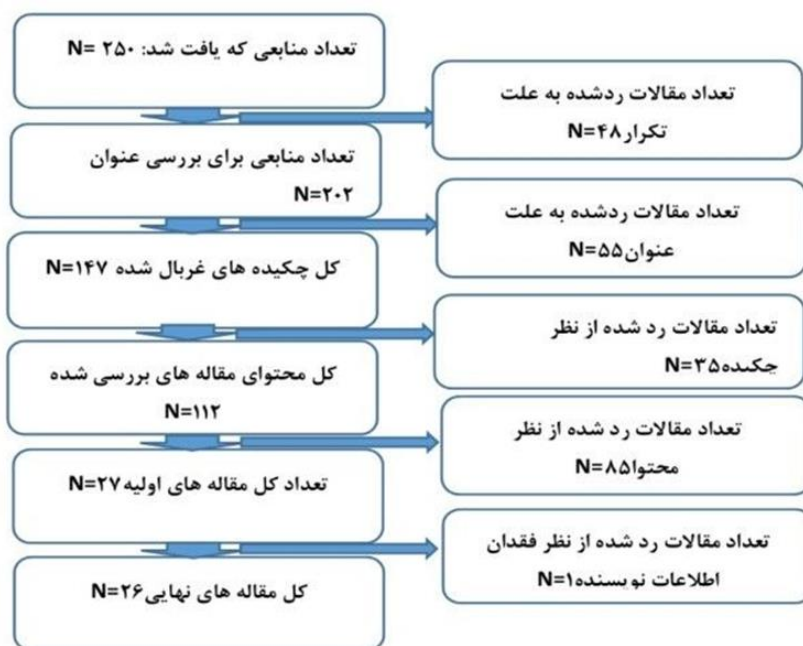 تعداد منابعی که یافت شد: ۲۵۰ =N
تعداد مقالات ردشده به علت
تکرار۴۸=N
تعداد منابعی برای بررسی عنوان
N=۲۰۲
تعداد مقالات ردشده به علت
عنوان۵۵=N
کل چکیده های غربال شده ۱۴۷=N
تعداد مقالات رد شده از نظر
چکیده۳۵=N
کل محتوای مقاله های بررسی شده
N=۱۱۲
تعداد مقالات رد شده از نظر
محتوا۸۵=N
تعداد کل مقاله های اولیه۲۷=N
تعداد مقالات رد شده از نظر فقدان
اطلاعات نویسنده۱=N
کل مقاله های نهایی۲۶=N